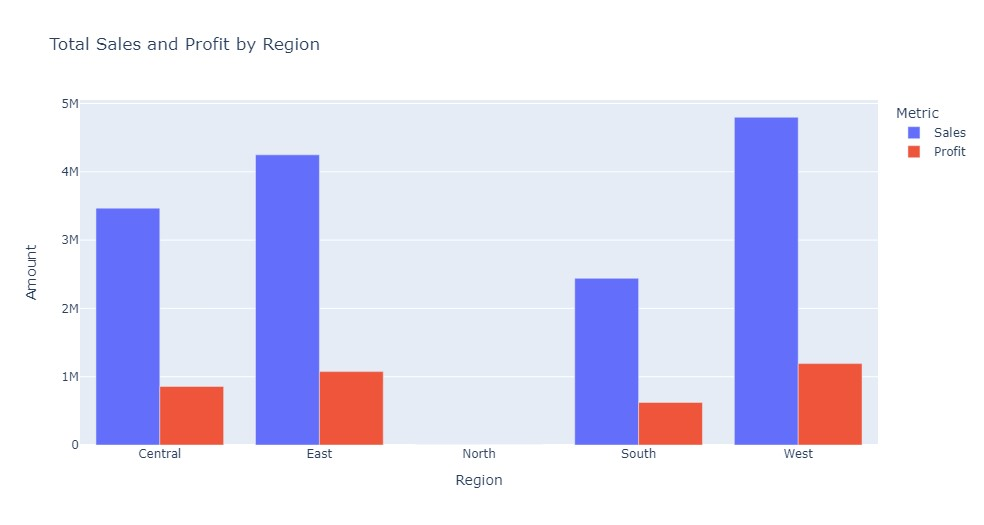 Total Sales and Profit by Region
Metric
Sales
Profit
5M
4M
3M
2M
1M
0
Amount
Central
East
North
South
West
Region